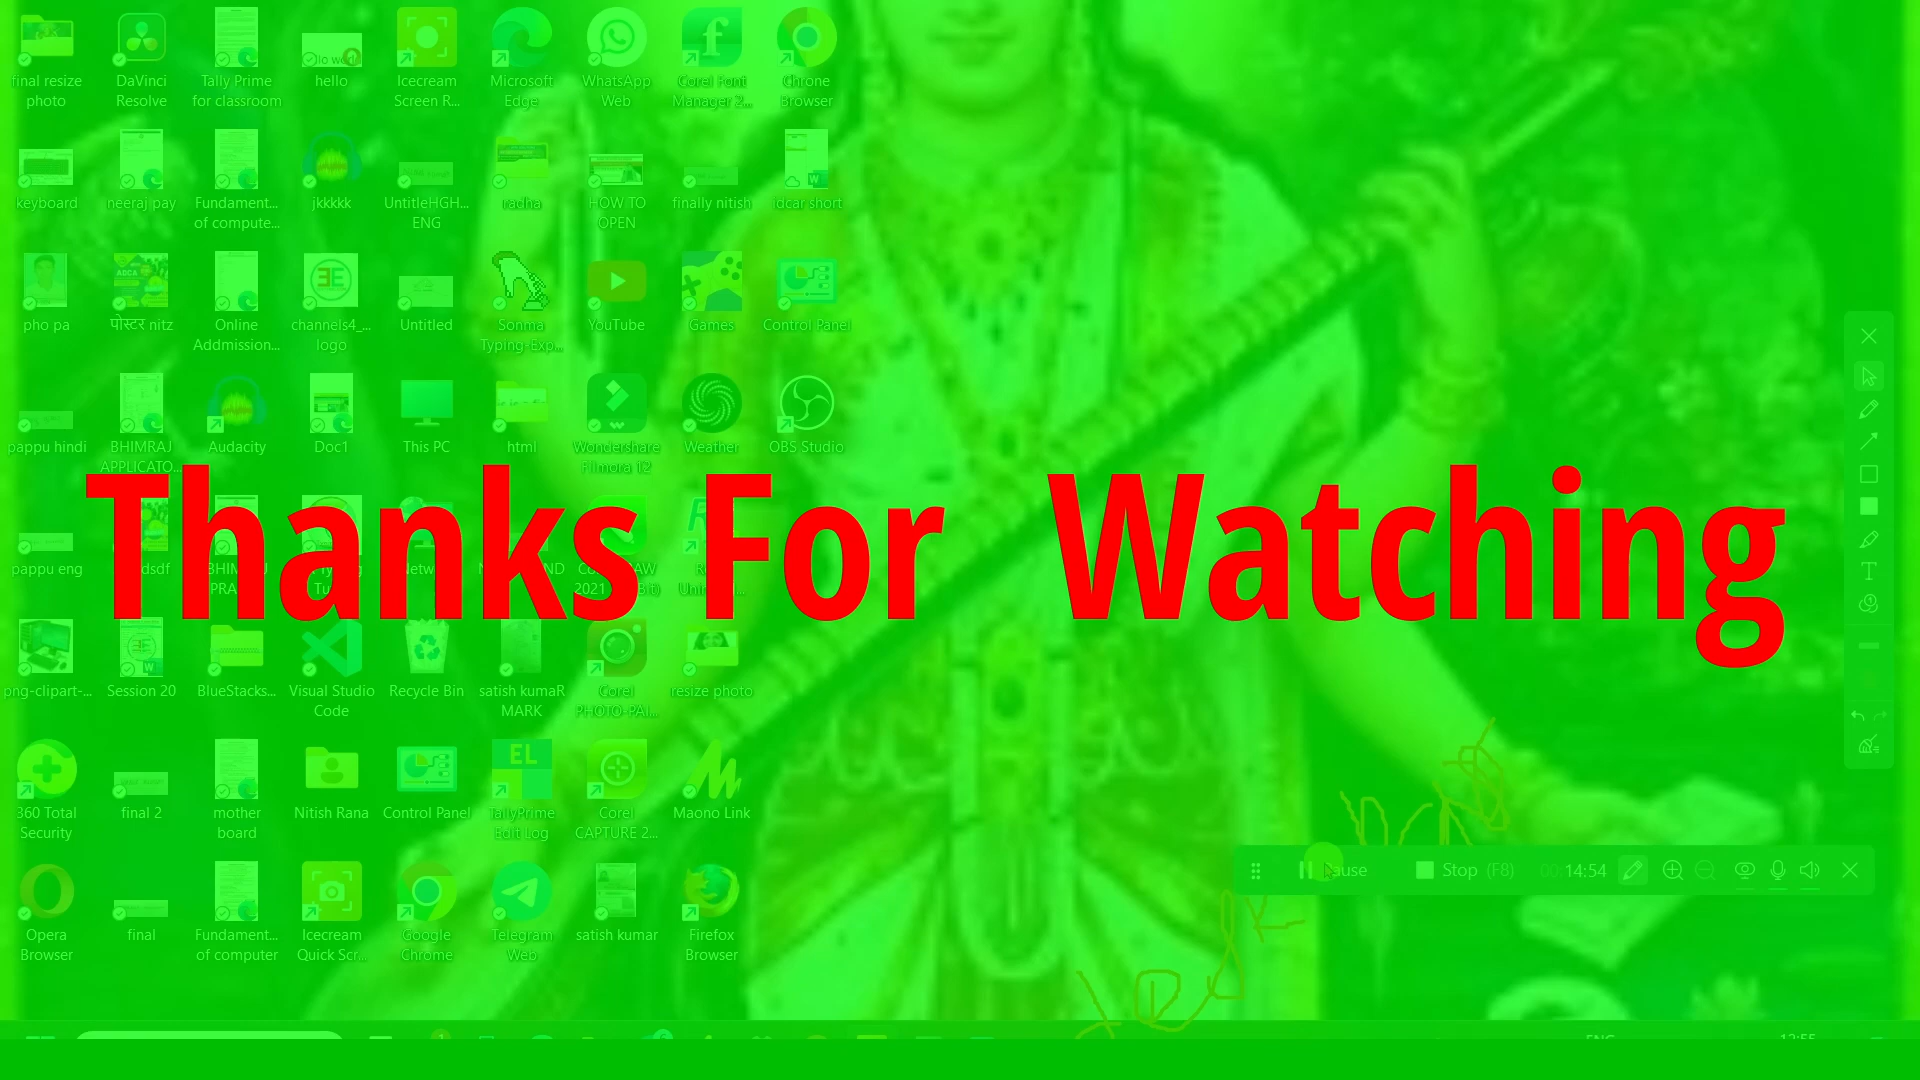 final resize photo
DaVinci Resolve
Tally Prime for classroom
hello
Icecream Screen R...
Microsoft Edge
WhatsApp Web
Corel Font Manager 2...
Chrone Browser
keyboard
neeraj pay
Fundament... of compute...
jkkkkk
UntitleHGH... ENG
radha
HOW TO OPEN
finally nitish
idcar short
pho pa
पोस्टर nitz
Online Addmission...
channels4_... logo
Untitled
Sonma Typing-Exp...
YouTube
Games
Control Panel
pappu hindi
BHIMRAJ APPLICATO...
Audacity
Doc1
This PC
html
Wondershare Filmora 12
Weather
OBS Studio
Thanks For Watching
pappu eng
png-clipart-...
Session 20
BlueStacks...
Visual Studio Code
Recycle Bin
satish kumaR MARK
Corel PHOTO-PAI...
resize photo
360 Total Security
final 2
mother board
Nitish Rana
Control Panel
EL
TallyPrime Edit Log
Corel CAPTURE 2...
Maono Link
Pause
Stop (F8)
00:14:54
Opera Browser
final
Fundament... of computer
Icecream Quick Scr...
Google Chrome
Telegram Web
satish kumar
Firefox Browser
ENG
12:55